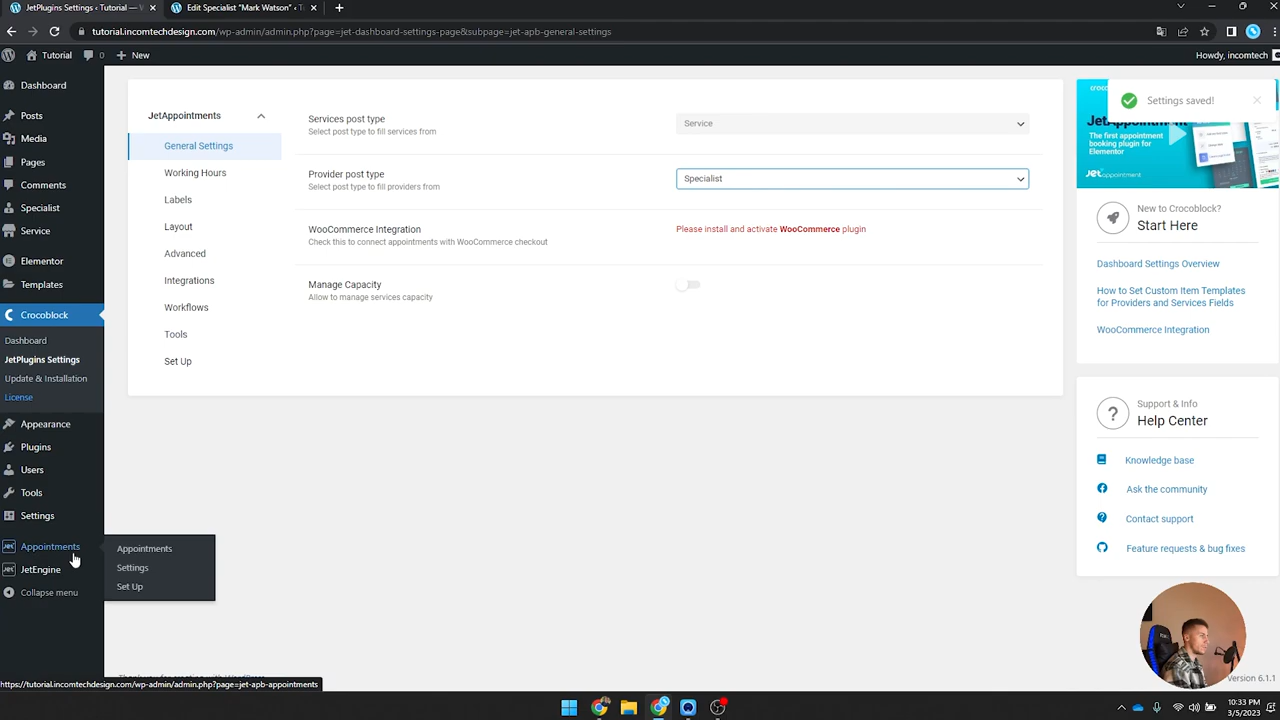 JetPlugins Settings ‹ Tutorial — V
Edit Specialist "Mark Watson" ‹ T
tutorial.incomtechdesign.com/wp-admin/admin.php?page=jet-dashboard-settings-page&subpage=jet-apb-general-settings
Tutorial
0
New
Howdy, incomtech
Dashboard
Posts
Media
Pages
Comments
Specialist
Service
Elementor
Templates
Crocoblock
Dashboard
JetPlugins Settings
Update & Installation
License
Appearance
Plugins
Users
Tools
Settings
Appointments
JetEngine
Collapse menu
Appointments
Settings
Set Up
JetAppointments
General Settings
Working Hours
Labels
Layout
Advanced
Integrations
Workflows
Tools
Set Up
Services post type
Select post type to fill services from
Service
Provider post type
Select post type to fill providers from
Specialist
WooCommerce Integration
Check this to connect appointments with WooCommerce checkout
Please install and activate WooCommerce plugin
Manage Capacity
Allow to manage services capacity
Settings saved!
JetAppointment
The first appointment
booking plugin for
Elementor
Jetappointment
New to Crocoblock?
Start Here
Dashboard Settings Overview
How to Set Custom Item Templates
for Providers and Services Fields
WooCommerce Integration
Support & Info
Help Center
Knowledge base
Ask the community
Contact support
Feature requests & bug fixes
Version 6.1.1
https://tutorial.incomtechdesign.com/wp-admin/admin.php?page=jet-apb-appointments
10:33 PM
3/5/2023